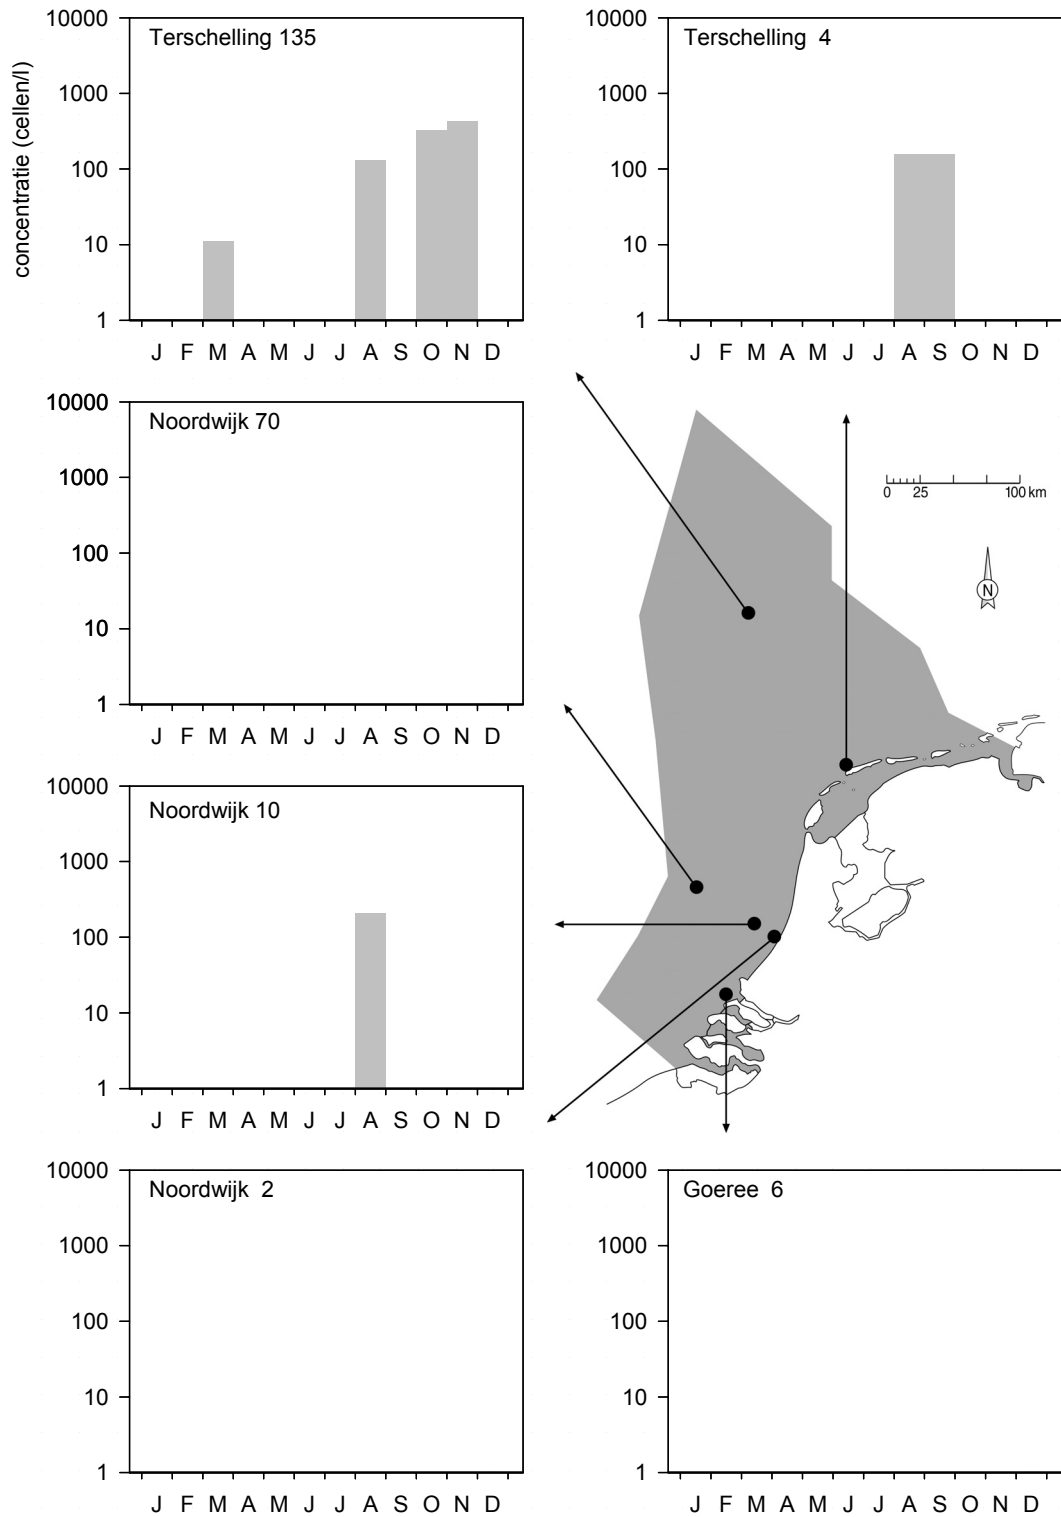 concentratie (cellen/l)
Terschelling 135
10000
1000
100
10
1
J F M A M J J A S O N D
Terschelling 4
10000
1000
100
10
1
J F M A M J J A S O N D
Noordwijk 70
10000
1000
100
10
1
J F M A M J J A S O N D
0 25 100 km
N
Noordwijk 10
10000
1000
100
10
1
J F M A M J J A S O N D
Noordwijk 2
10000
1000
100
10
1
J F M A M J J A S O N D
Goeree 6
10000
1000
100
10
1
J F M A M J J A S O N D